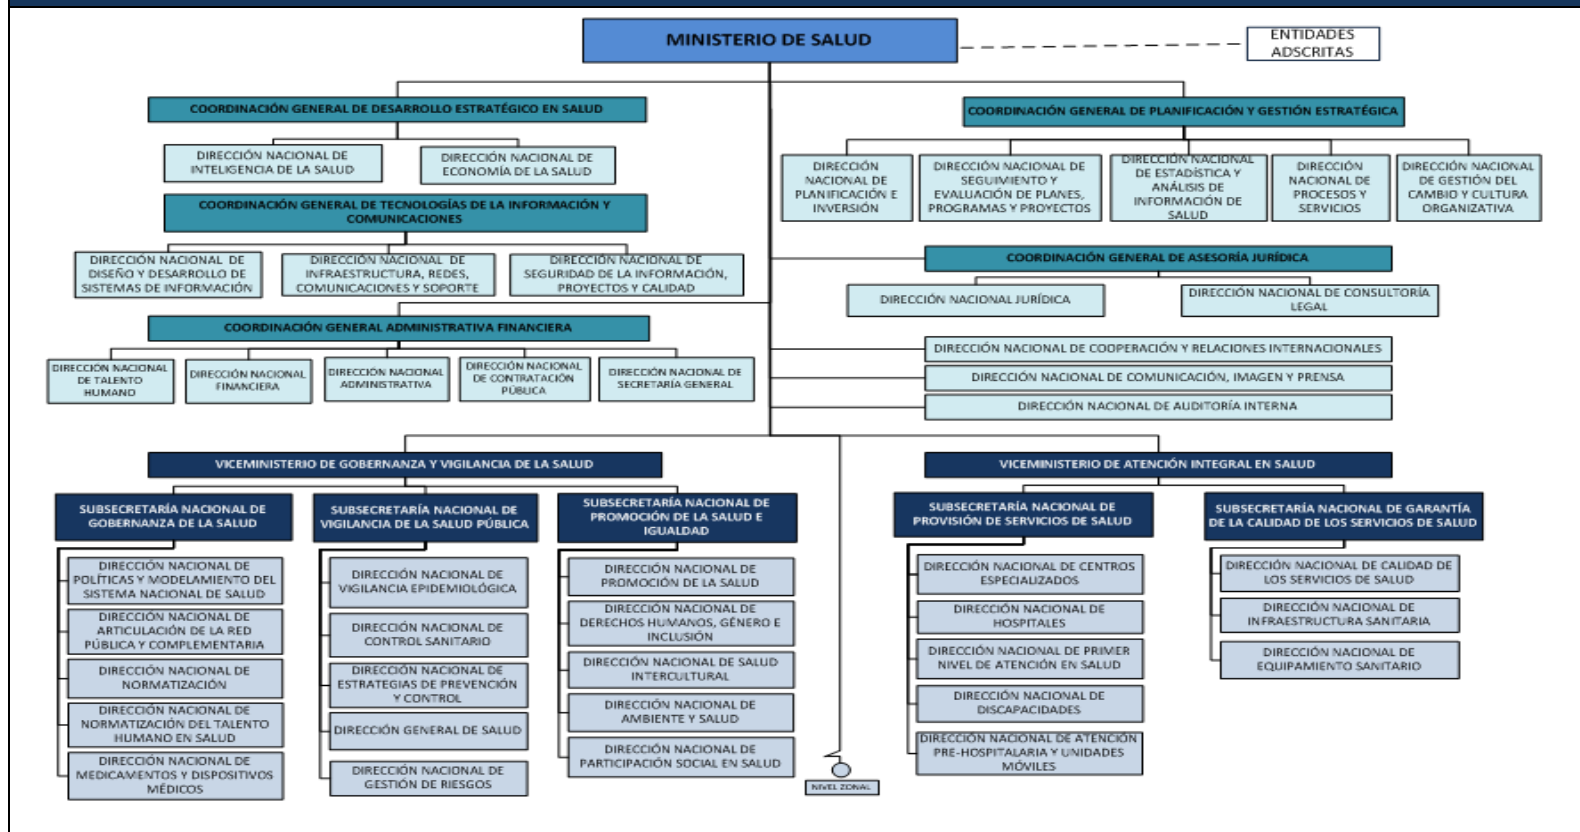 MINISTERIO DE SALUD
ENTIDADES
ADSCRITAS
COORDINACIÓN GENERAL DE DESARROLLO ESTRATÉGICO EN SALUD
DIRECCIÓN NACIONAL DE
INTELIGENCIA DE LA SALUD
DIRECCIÓN NACIONAL DE
ECONOMÍA DE LA SALUD
COORDINACIÓN GENERAL DE PLANIFICACIÓN Y GESTIÓN ESTRATÉGICA
DIRECCIÓN
NACIONAL DE
PLANIFICACIÓN E
INVERSIÓN
DIRECCIÓN NACIONAL DE
SEGUIMIENTO Y
EVALUACIÓN DE PLANES,
PROGRAMAS Y PROYECTOS
DIRECCIÓN NACIONAL
DE ESTADÍSTICA Y
ANÁLISIS DE
INFORMACIÓN DE
SALUD
DIRECCIÓN
NACIONAL DE
PROCESOS Y
SERVICIOS
DIRECCIÓN NACIONAL
DE GESTIÓN DEL
CAMBIO Y CULTURA
ORGANIZATIVA
COORDINACIÓN GENERAL DE TECNOLOGÍAS DE LA INFORMACIÓN Y
COMUNICACIONES
DIRECCIÓN NACIONAL DE
DISEÑO Y DESARROLLO DE
SISTEMAS DE INFORMACIÓN
DIRECCIÓN NACIONAL DE
INFRAESTRUCTURA, REDES,
COMUNICACIONES Y SOPORTE
DIRECCIÓN NACIONAL DE
SEGURIDAD DE LA INFORMACIÓN,
PROYECTOS Y CALIDAD
COORDINACIÓN GENERAL DE ASESORÍA JURÍDICA
DIRECCIÓN NACIONAL JURÍDICA
DIRECCIÓN NACIONAL DE CONSULTORÍA
LEGAL
COORDINACIÓN GENERAL ADMINISTRATIVA FINANCIERA
DIRECCIÓN NACIONAL
DE TALENTO
HUMANO
DIRECCIÓN NACIONAL
FINANCIERA
DIRECCIÓN NACIONAL
ADMINISTRATIVA
DIRECCIÓN NACIONAL
DE CONTRATACIÓN
PÚBLICA
DIRECCIÓN NACIONAL DE
SECRETARÍA GENERAL
DIRECCIÓN NACIONAL DE COOPERACIÓN Y RELACIONES INTERNACIONALES
DIRECCIÓN NACIONAL DE COMUNICACIÓN, IMAGEN Y PRENSA
DIRECCIÓN NACIONAL DE AUDITORÍA INTERNA
VICEMINISTERIO DE GOBERNANZA Y VIGILANCIA DE LA SALUD
SUBSECRETARÍA NACIONAL DE
GOBERNANZA DE LA SALUD
DIRECCIÓN NACIONAL DE
POLÍTICAS Y MODELAMIENTO DEL
SISTEMA NACIONAL DE SALUD
DIRECCIÓN NACIONAL DE
ARTICULACIÓN DE LA RED
PÚBLICA Y COMPLEMENTARIA
DIRECCIÓN NACIONAL DE
NORMATIZACIÓN
DIRECCIÓN NACIONAL DE
NORMATIZACIÓN DEL TALENTO
HUMANO EN SALUD
DIRECCIÓN NACIONAL DE
MEDICAMENTOS Y DISPOSITIVOS
MÉDICOS
SUBSECRETARÍA NACIONAL DE
VIGILANCIA DE LA SALUD PÚBLICA
DIRECCIÓN NACIONAL DE
VIGILANCIA EPIDEMIOLÓGICA
DIRECCIÓN NACIONAL DE
CONTROL SANITARIO
DIRECCIÓN NACIONAL DE
ESTRATEGIAS DE PREVENCIÓN
Y CONTROL
DIRECCIÓN GENERAL DE SALUD
DIRECCIÓN NACIONAL DE
GESTIÓN DE RIESGOS
SUBSECRETARÍA NACIONAL DE
PROMOCIÓN DE LA SALUD E
IGUALDAD
DIRECCIÓN NACIONAL DE
PROMOCIÓN DE LA SALUD
DIRECCIÓN NACIONAL DE
DERECHOS HUMANOS, GÉNERO E
INCLUSIÓN
DIRECCIÓN NACIONAL DE SALUD
INTERCULTURAL
DIRECCIÓN NACIONAL DE
AMBIENTE Y SALUD
DIRECCIÓN NACIONAL DE
PARTICIPACIÓN SOCIAL EN SALUD
NIVEL ZONAL
VICEMINISTERIO DE ATENCIÓN INTEGRAL EN SALUD
SUBSECRETARÍA NACIONAL DE
PROVISIÓN DE SERVICIOS DE SALUD
DIRECCIÓN NACIONAL DE CENTROS
ESPECIALIZADOS
DIRECCIÓN NACIONAL DE
HOSPITALES
DIRECCIÓN NACIONAL DE PRIMER
NIVEL DE ATENCIÓN EN SALUD
DIRECCIÓN NACIONAL DE
DISCAPACIDADES
DIRECCIÓN NACIONAL DE ATENCIÓN
PRE-HOSPITALARIA Y UNIDADES
MÓVILES
SUBSECRETARÍA NACIONAL DE GARANTÍA
DE LA CALIDAD DE LOS SERVICIOS DE SALUD
DIRECCIÓN NACIONAL DE CALIDAD DE
LOS SERVICIOS DE SALUD
DIRECCIÓN NACIONAL DE
INFRAESTRUCTURA SANITARIA
DIRECCIÓN NACIONAL DE
EQUIPAMIENTO SANITARIO